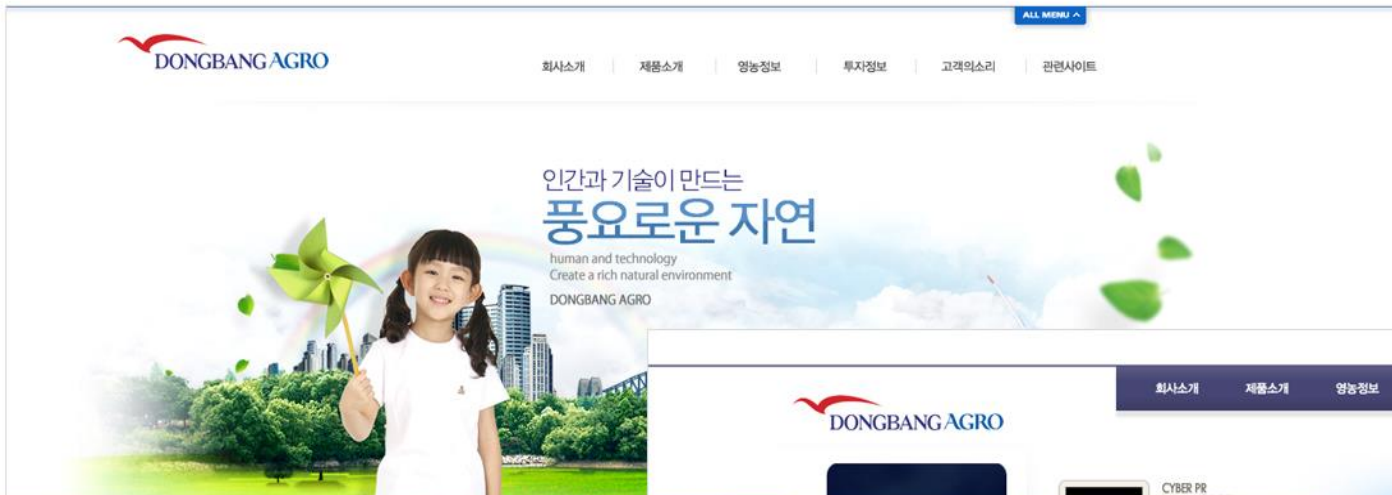 ALL MENU
DONGBANG AGRO
회사소개 제품소개 영농정보 투자정보 고객의소리 관련사이트
인간과 기술이 만드는
풍요로운 자연
human and technology
Create a rich natural environment
DONGBANG AGRO
회사소개 제품소개 영농정보
DONGBANG AGRO
CYBER PR